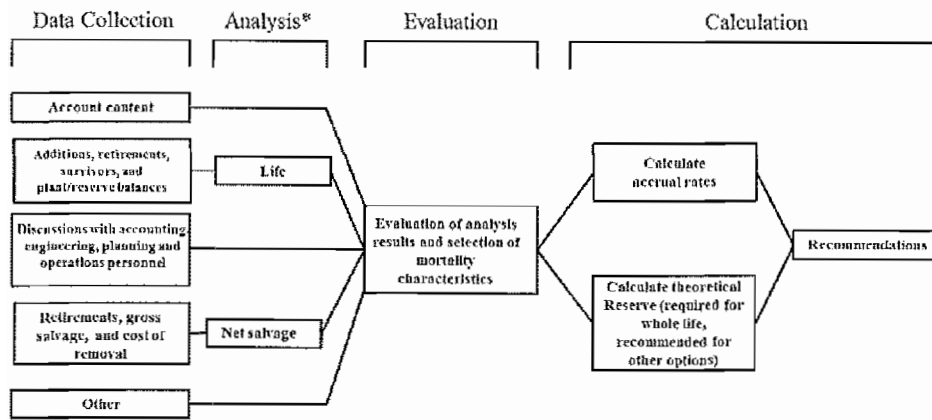 Data Collection
Analysis*
Evaluation
Calculation
Account content
Additions, retirements,
survivors, and
plant/reserve balances
Life
Discussions with accounting
engineering, planning and
operations personnel
Retirements, gross
salvage, and cost of
removal
Net salvage
Other
Evaluation of analysis
results and selection of
mortality
characteristics
Calculate
accrual rates
Calculate theoretical
Reserve (required for
whole life,
recommended for
other options)
Recommendations